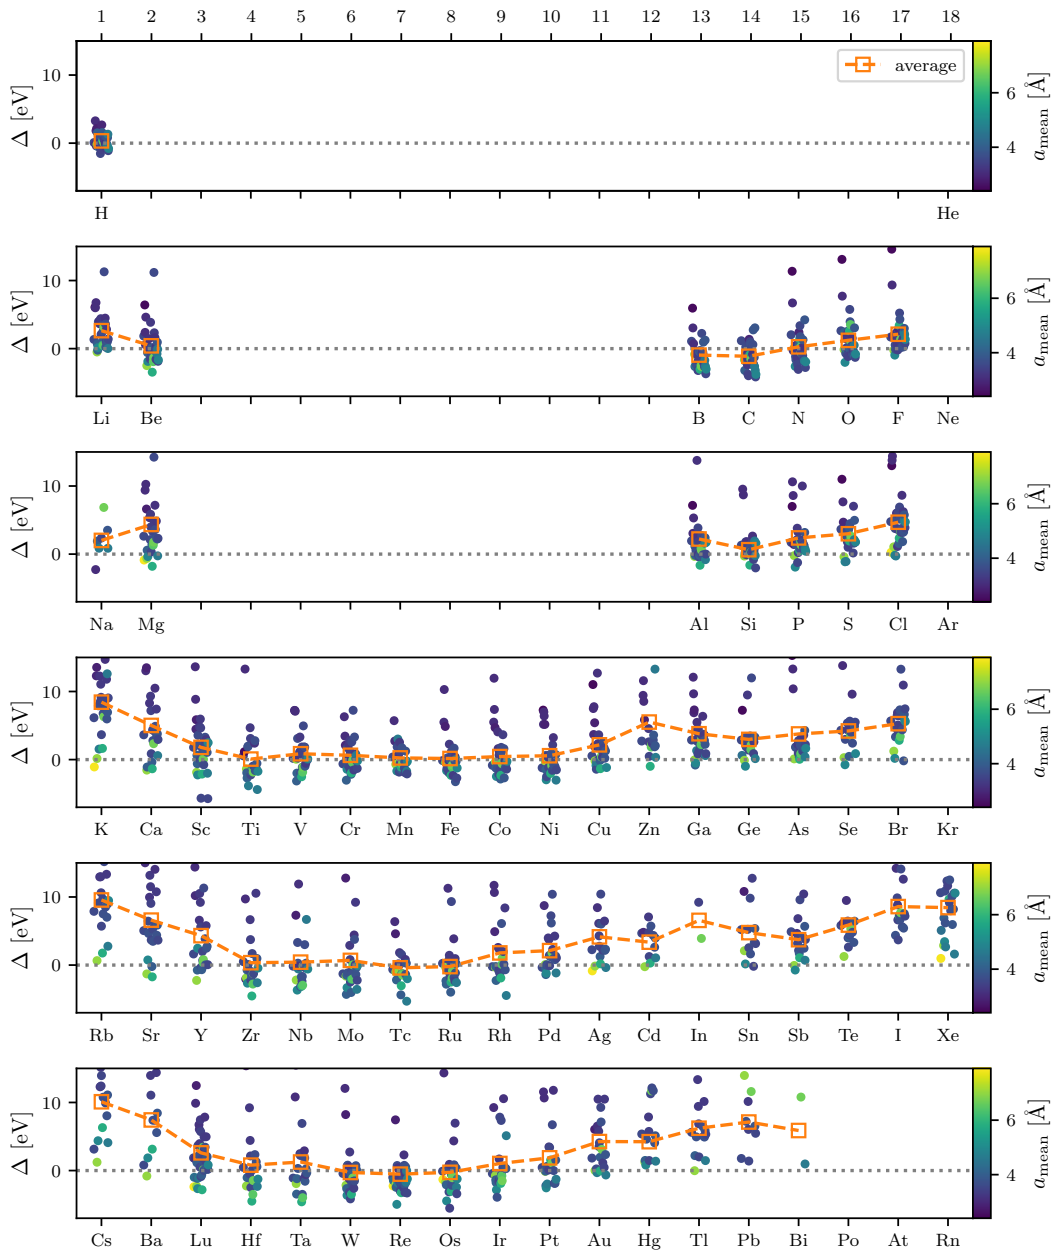 1 2 3 4 5 6 7 8 9 10 11 12 13 14 15 16 17 18
average
Δ [eV]
10
0
6
4
a_mean [Å]
H He
Δ [eV]
10
0
6
4
a_mean [Å]
Li Be B C N O F Ne
Δ [eV]
10
0
6
4
a_mean [Å]
Na Mg Al Si P S Cl Ar
Δ [eV]
10
0
6
4
a_mean [Å]
K Ca Sc Ti V Cr Mn Fe Co Ni Cu Zn Ga Ge As Se Br Kr
Δ [eV]
10
0
6
4
a_mean [Å]
Rb Sr Y Zr Nb Mo Tc Ru Rh Pd Ag Cd In Sn Sb Te I Xe
Δ [eV]
10
0
6
4
a_mean [Å]
Cs Ba Lu Hf Ta W Re Os Ir Pt Au Hg Tl Pb Bi Po At Rn